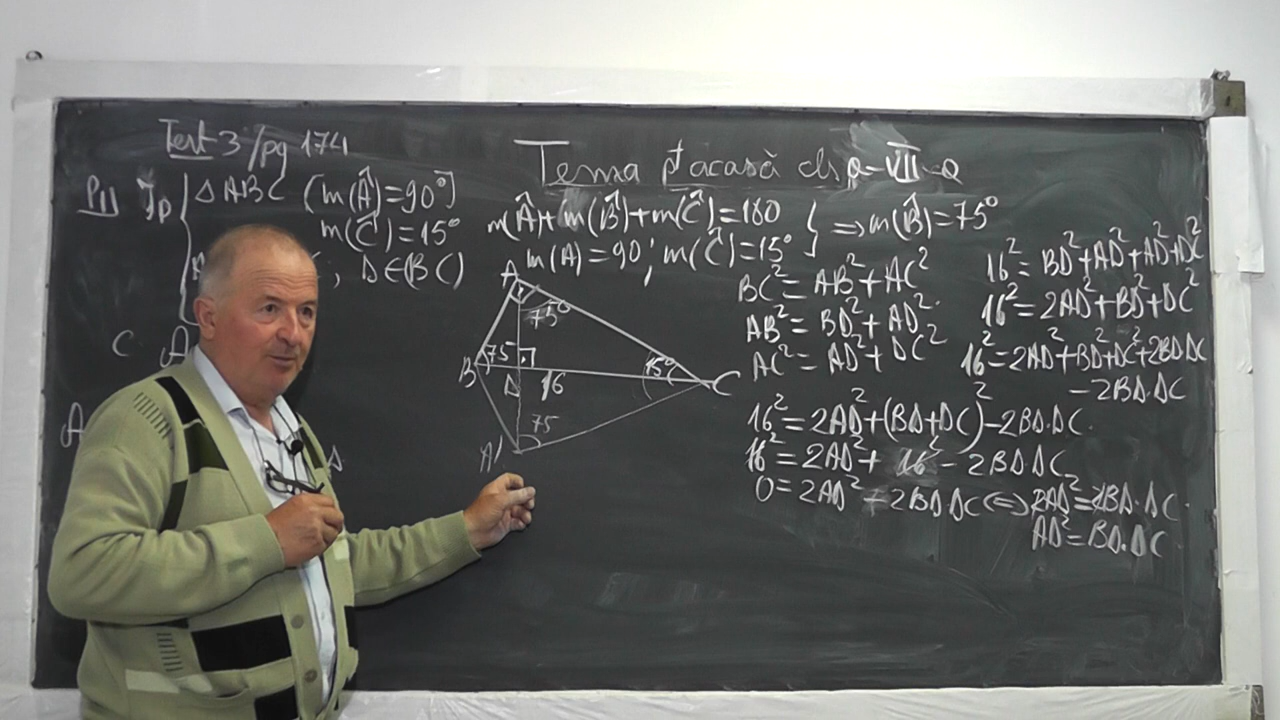 Test 3/pg 174
Tema pt acasă cls a-VII-a
P11 Ip ΔABC (m(Â)=90°)
m(Ĉ)=15°
; D∈(BC)
C
A
A
D
m(Â)+m(B̂)+m(Ĉ)=180
m(A)=90; m(Ĉ)=15° } ⇒m(B̂)=75°
A
75°
B
75
D
16
15°
C
75
A'
BC²=AB²+AC²
AB²=BD²+AD²
AC²=AD²+DC²
16²=BD²+AD²+AD²+DC²
16²=2AD²+BD²+DC²
16²=2AD²+BD²+DC²+2BD·DC
-2BD·DC
16²=2AD²+(BD+DC)²-2BD·DC
16²=2AD²+16²-2BD·DC
0=2AD²-2BD·DC⇔2AD²=2BD·DC
AD²=BD·DC